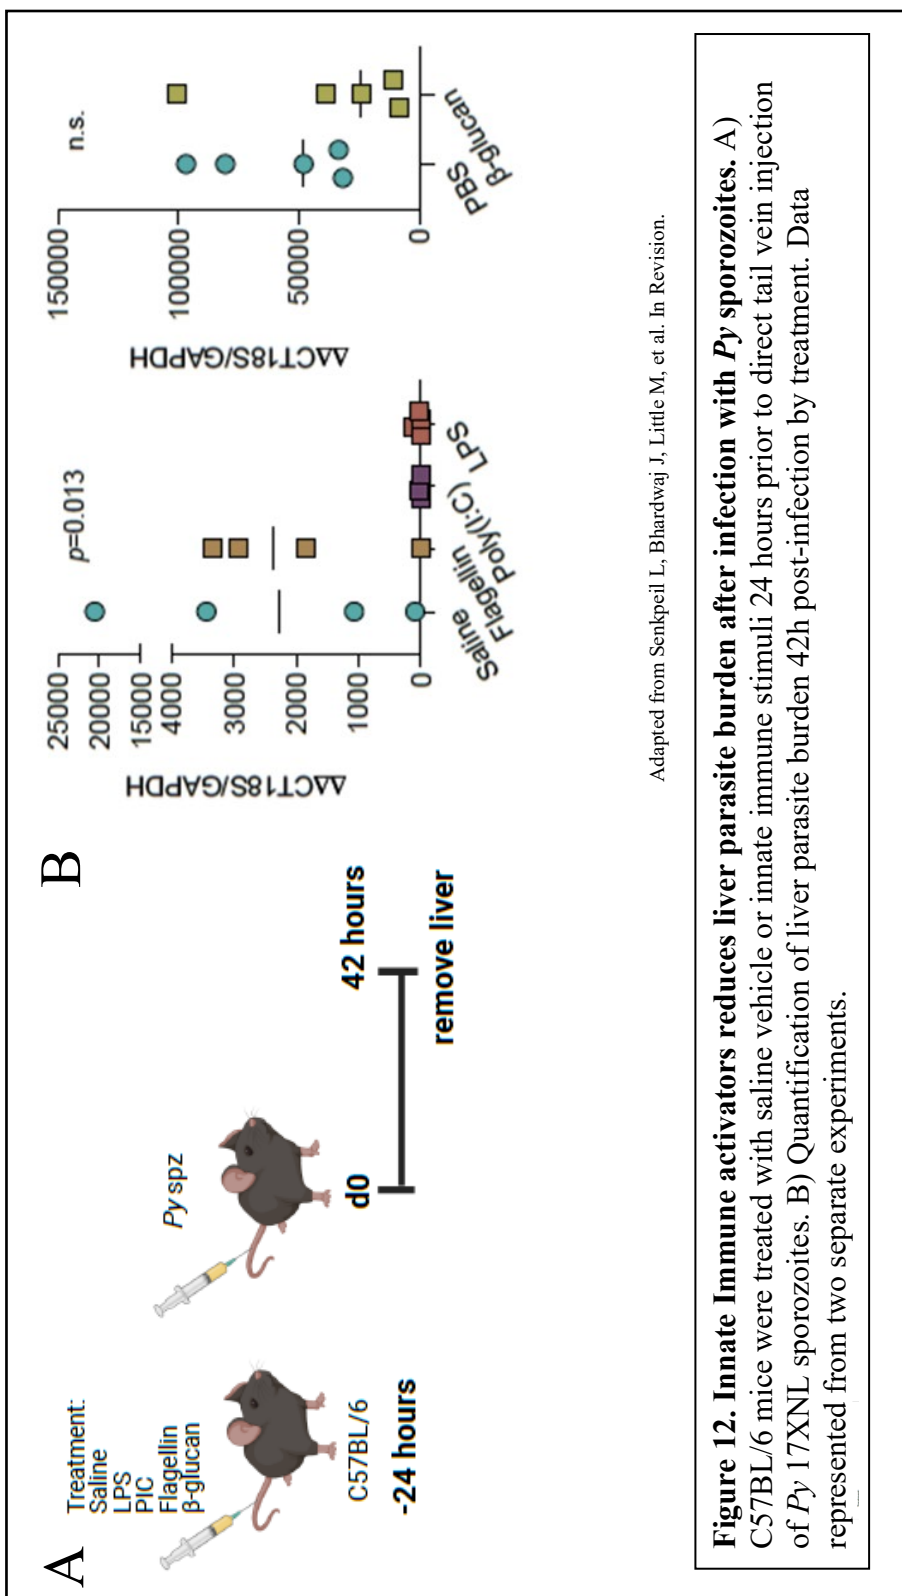 A
Treatment:
Saline
LPS
PIC
Flagellin
β-glucan
C57BL/6
-24 hours
Py spz
d0
42 hours
remove liver
B
ΔΔCT18S/GAPDH
25000
20000
15000
4000
3000
2000
1000
0
p=0.013
Saline
Flagellin
Poly(I:C)
LPS
ΔΔCT18S/GAPDH
150000
100000
50000
0
n.s.
PBS
β-glucan
Adapted from Senkpeil L, Bhardwaj J, Little M, et al. In Revision.
Figure 12. Innate Immune activators reduces liver parasite burden after infection with Py sporozoites. A)
C57BL/6 mice were treated with saline vehicle or innate immune stimuli 24 hours prior to direct tail vein injection
of Py 17XNL sporozoites. B) Quantification of liver parasite burden 42h post-infection by treatment. Data
represented from two separate experiments.